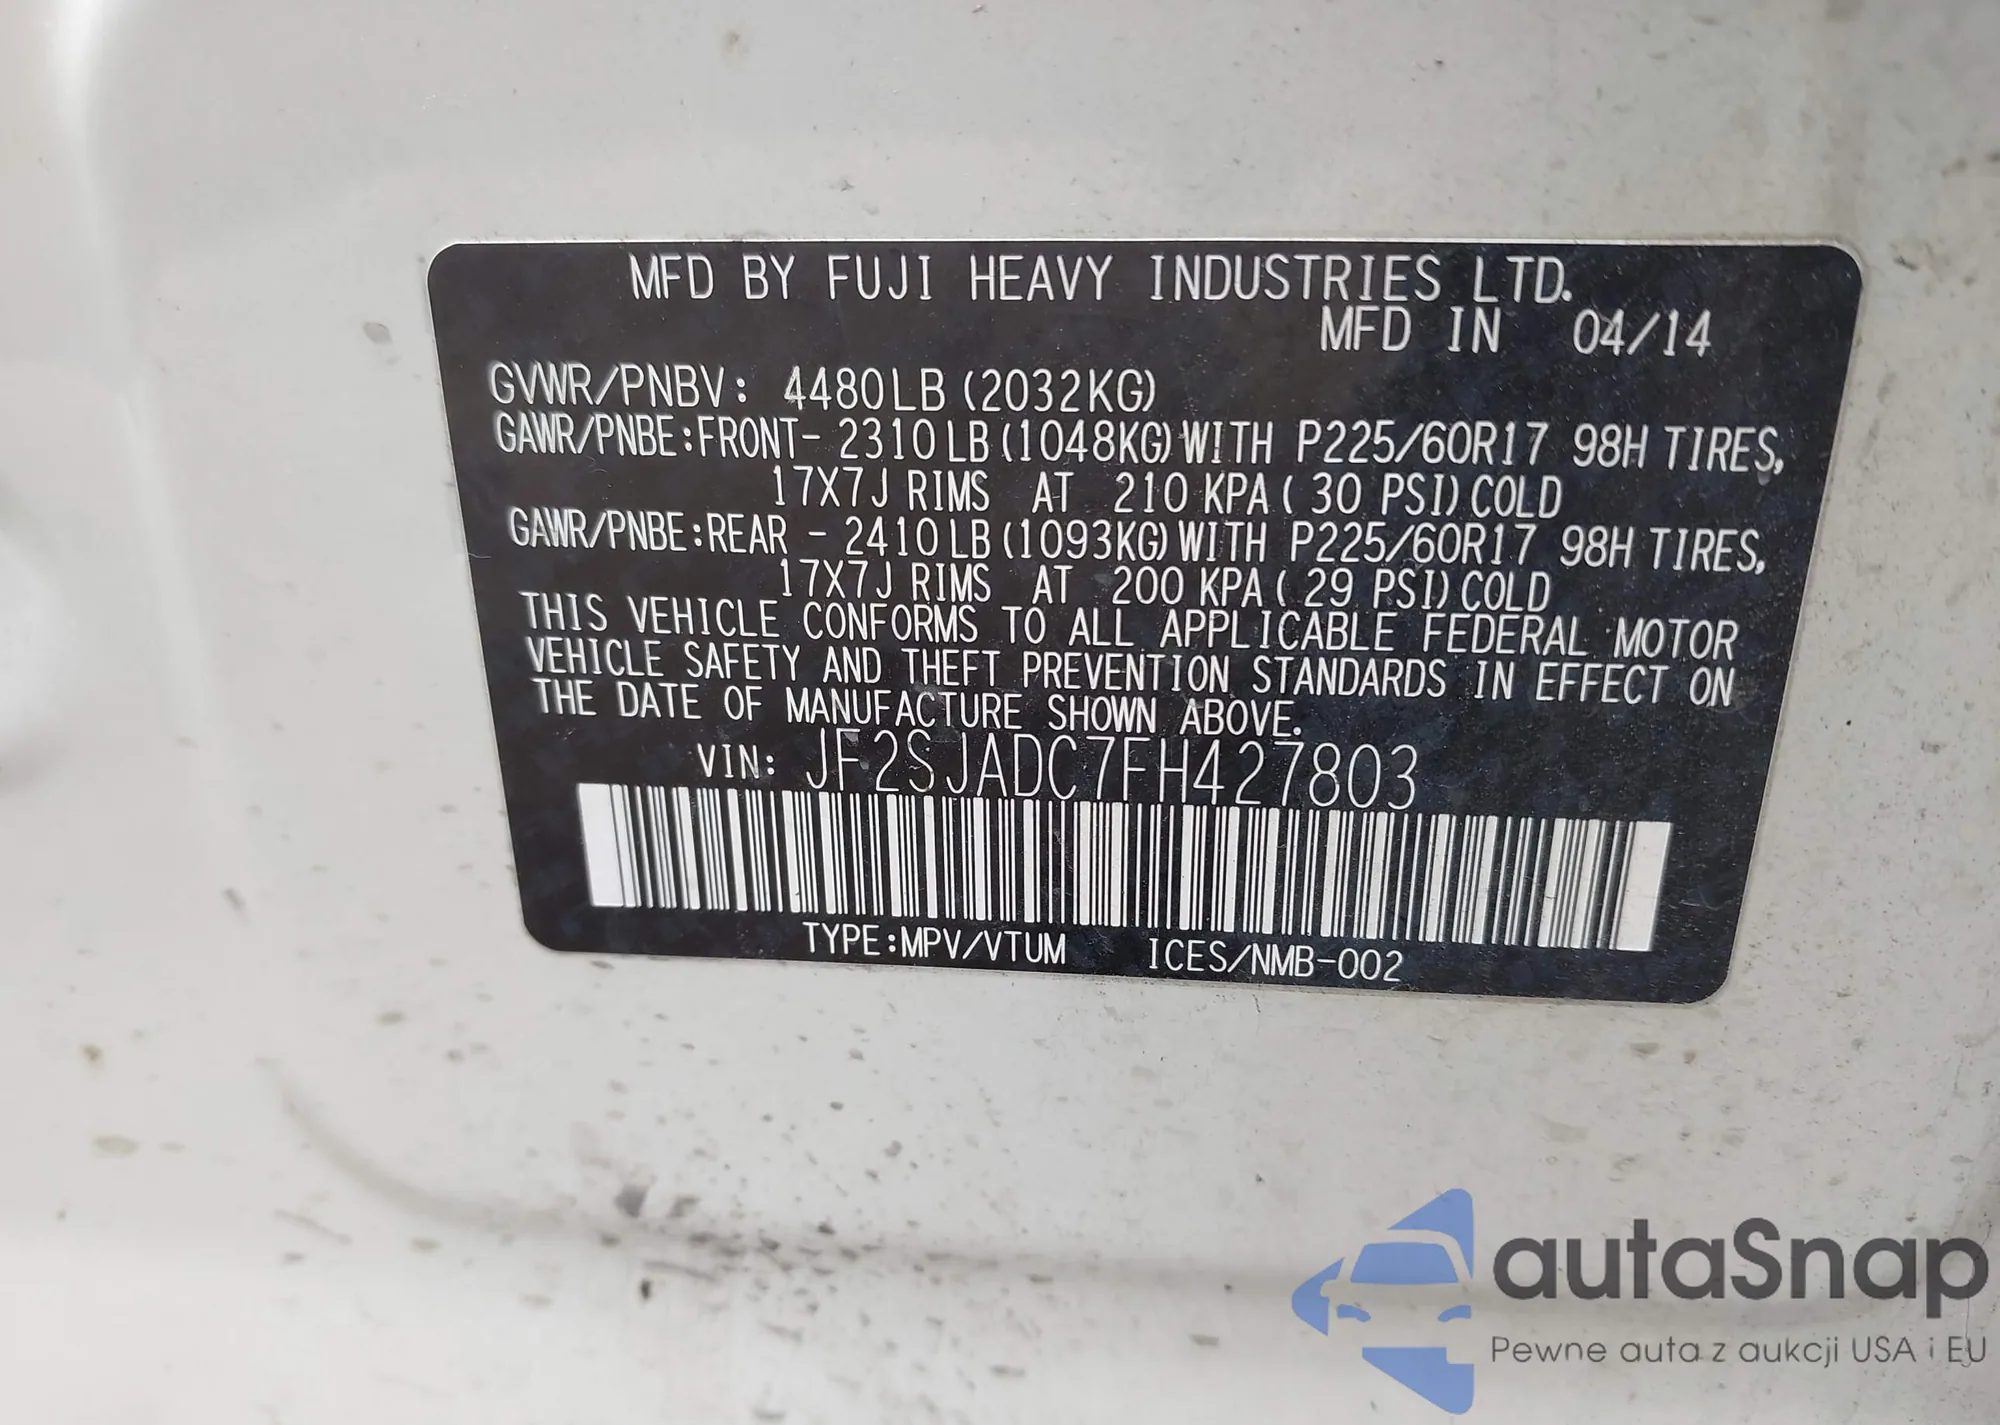 MFD BY FUJI HEAVY INDUSTRIES LTD.
MFD IN 04/14
GVWR/PNBV: 4480LB (2032KG)
GAWR/PNBE:FRONT- 2310 LB (1048KG) WITH P225/60R17 98H TIRES,
17X7J RIMS AT 210 KPA ( 30 PSI) COLD
GAWR/PNBE:REAR - 2410 LB (1093KG) WITH P225/60R17 98H TIRES,
17X7J RIMS AT 200 KPA ( 29 PSI) COLD
THIS VEHICLE CONFORMS TO ALL APPLICABLE FEDERAL MOTOR
VEHICLE SAFETY AND THEFT PREVENTION STANDARDS IN EFFECT ON
THE DATE OF MANUFACTURE SHOWN ABOVE.
VIN: JF2SJADC7FH427803
TYPE:MPV/VTUM ICES/NMB-002
autaSnap
Pewne auta z aukcji USA i EU